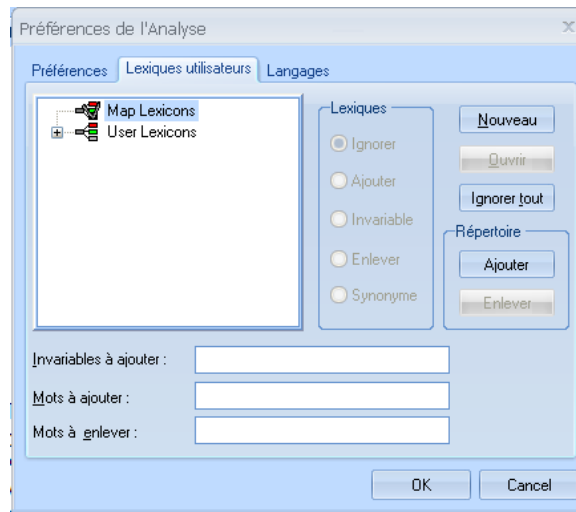 Préférences de l'Analyse
Préférences
Lexiques utilisateurs
Langages
Map Lexicons
User Lexicons
Lexiques
Ignorer
Ajouter
Invariable
Enlever
Synonyme
Nouveau
Ouvrir
Ignorer tout
Répertoire
Ajouter
Enlever
Invariables à ajouter :
Mots à ajouter :
Mots à enlever :
OK
Cancel